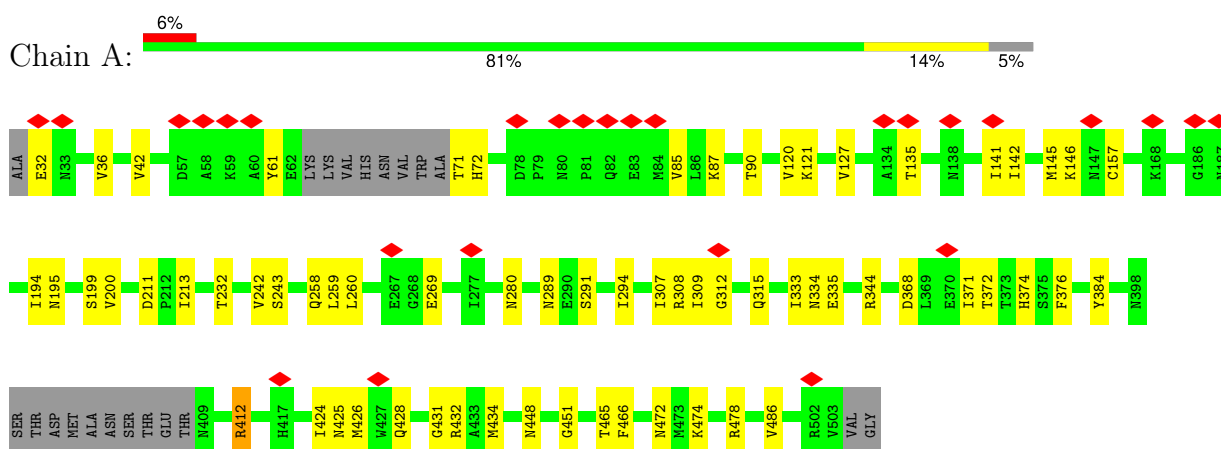 6%
Chain A:
81% 14% 5%
ALA E32 N33 V36 V42 D57 A58 K59 A60 Y61 E62 LYS LYS VAL HIS ASN VAL TRP ALA T71 H72 D78 P79 N80 P81 Q82 E83 M84 V85 L86 K87 T90 V120 K121 V127 A134 T135 N138 I141 I142 M145 K146 N147 C157 K168 G186 N187
I194 N195 S199 V200 D211 P212 I213 T232 V242 S243 Q258 L259 L260 E267 G268 E269 I277 N280 N289 E290 S291 I294 I307 R308 I309 G312 Q315 I333 N334 E335 R344 D368 L369 E370 I371 T372 T373 H374 S375 F376 Y384 N398
SER THR ASP MET ALA ASN SER THR GLU THR N409 R412 H417 I424 N425 M426 W427 Q428 G431 R432 A433 M434 N448 G451 T465 F466 N472 M473 K474 R478 V486 R502 V503 VAL GLY